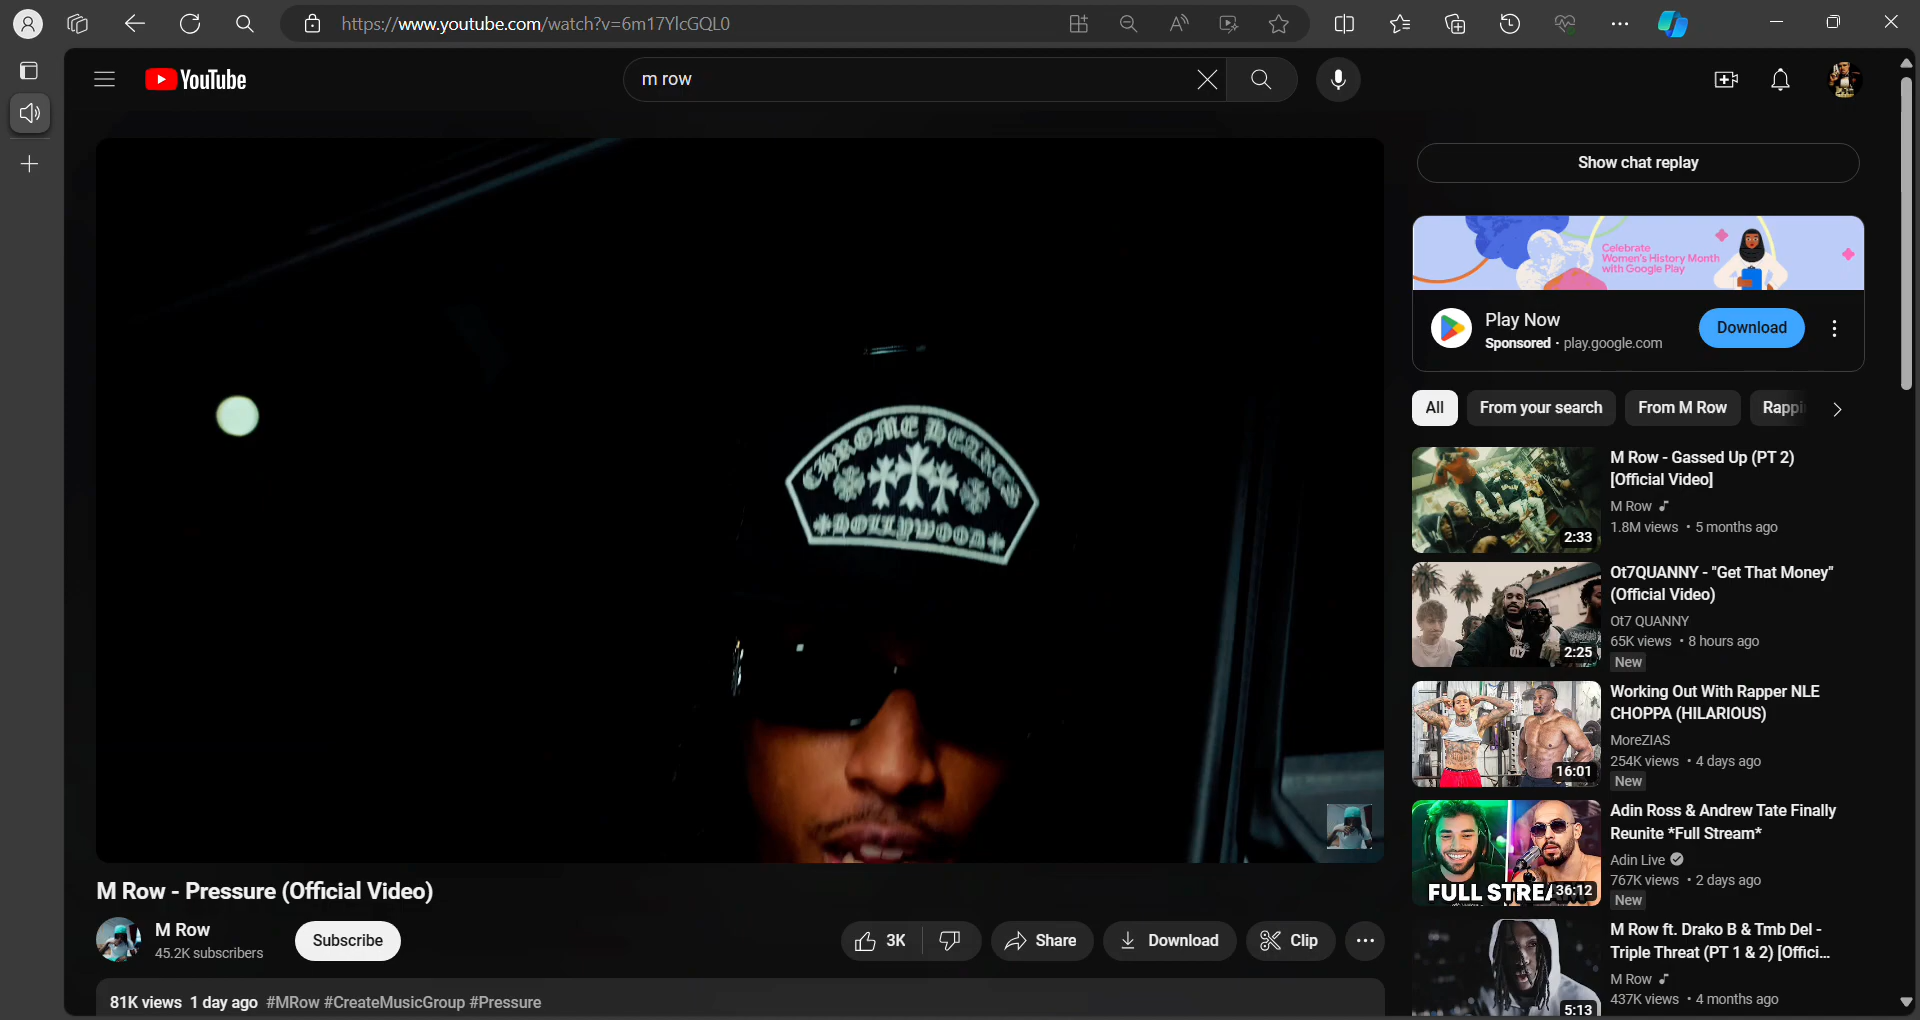 https://www.youtube.com/watch?v=6m17YlcGQL0
YouTube
m row
CHROME HEARTS
HOLLYWOOD
Show chat replay
Celebrate
Women's History Month
with Google Play
Play Now
Sponsored · play.google.com
Download
All
From your search
From M Row
Rappi
M Row - Gassed Up (PT 2)
[Official Video]
M Row
1.8M views • 5 months ago
2:33
Ot7QUANNY - "Get That Money"
(Official Video)
Ot7 QUANNY
65K views • 8 hours ago
New
2:25
Working Out With Rapper NLE
CHOPPA (HILARIOUS)
MoreZIAS
254K views • 4 days ago
New
16:01
Adin Ross & Andrew Tate Finally
Reunite *Full Stream*
Adin Live
767K views • 2 days ago
New
FULL STREAM
36:12
M Row ft. Drako B & Tmb Del -
Triple Threat (PT 1 & 2) [Offici...
M Row
437K views • 4 months ago
5:13
M Row - Pressure (Official Video)
M Row
45.2K subscribers
Subscribe
3K
Share
Download
Clip
81K views 1 day ago #MRow #CreateMusicGroup #Pressure